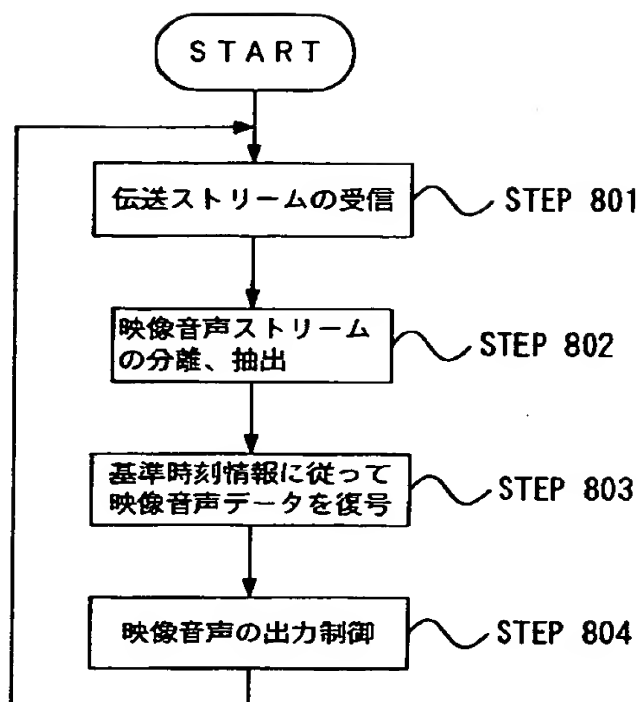 START
伝送ストリームの受信
STEP 801
映像音声ストリーム
の分離、抽出
STEP 802
基準時刻情報に従って
映像音声データを復号
STEP 803
映像音声の出力制御
STEP 804